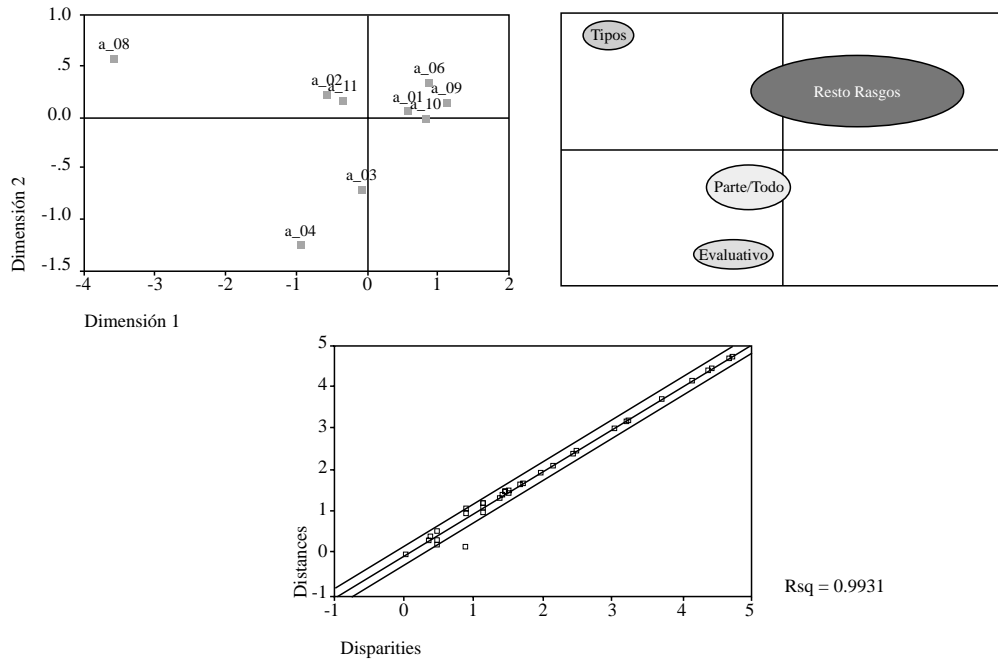 1.0
.5
0.0
-.5
-1.0
-1.5
Dimensión 2
a_08
a_02
a_11
a_06
a_09
a_01
a_10
a_03
a_04
-4
-3
-2
-1
0
1
2
Dimensión 1
Tipos
Resto Rasgos
Parte/Todo
Evaluativo
5
4
3
2
1
0
-1
Distances
-1
0
1
2
3
4
5
Disparities
Rsq = 0.9931